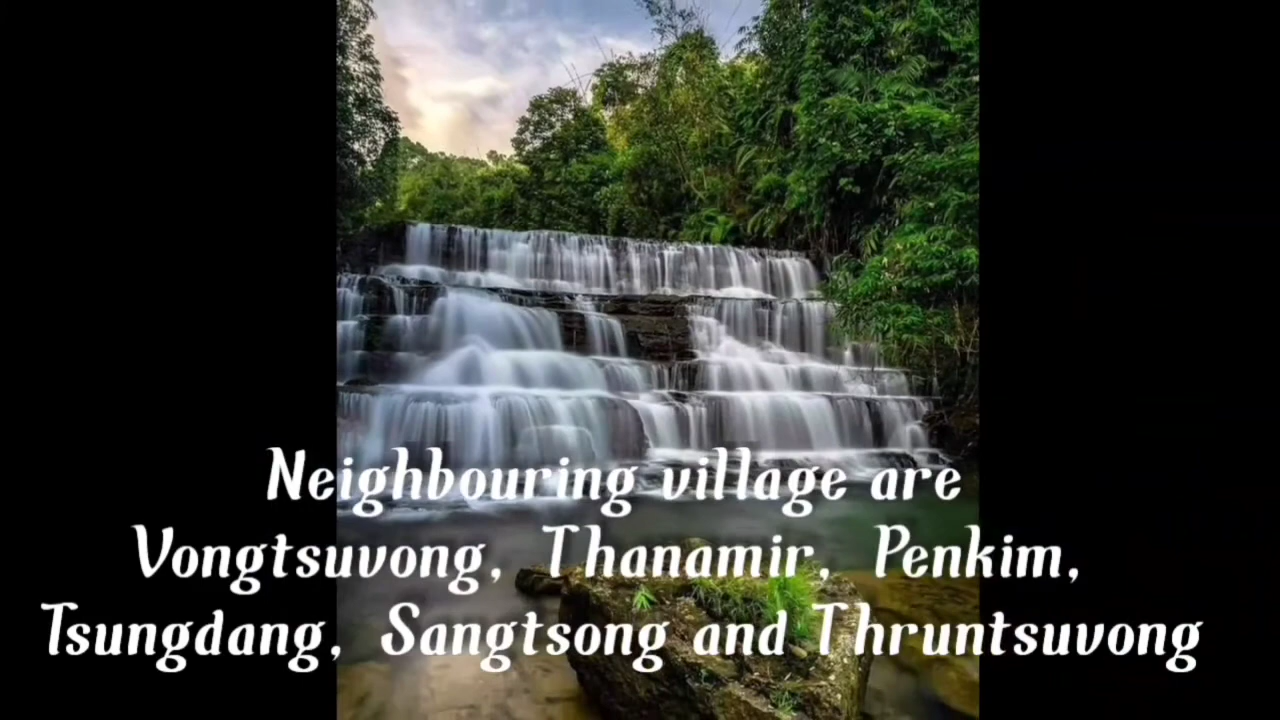 Neighbouring village are
Vongtsuvong, Thanamir, Penkim,
Tsungdang, Sangtsong and Thruntsuvong